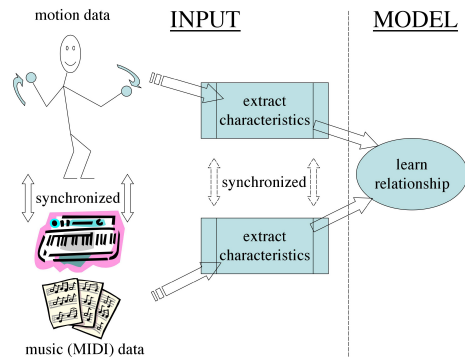 motion data
INPUT
MODEL
extract
characteristics
learn
relationship
synchronized
synchronized
extract
characteristics
music (MIDI) data